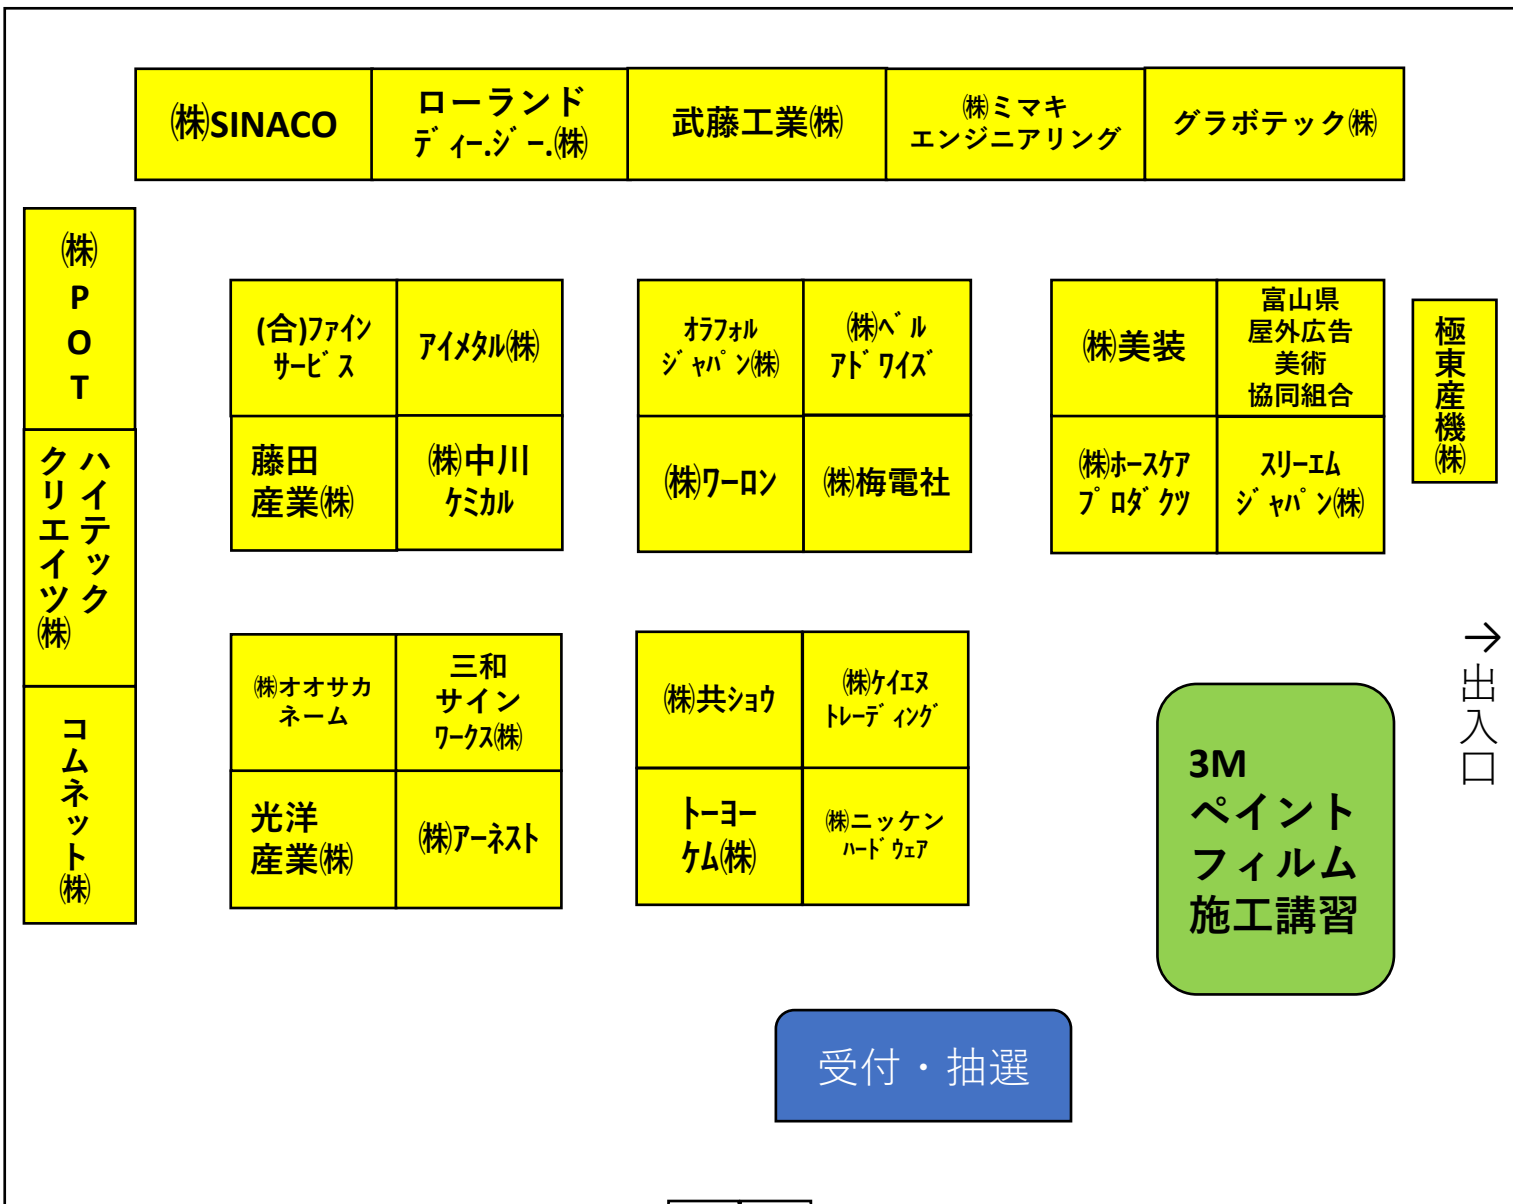 ㈱SINACO
ローランド
ディー.ジー.㈱
武藤工業㈱
㈱ミマキ
エンジニアリング
グラボテック㈱
㈱
P
O
T
ハイテック
クリエイツ㈱
コムネット㈱
(合)ファイン
サービス
アイメタル㈱
藤田
産業㈱
㈱中川
ケミカル
オラフォル
ジャパン㈱
㈱ベル
アドワイズ
㈱ワーロン
㈱梅電社
㈱美装
富山県
屋外広告
美術
協同組合
㈱ホースケア
プロダクツ
スリーエム
ジャパン㈱
極東産機㈱
㈱オオサカ
ネーム
三和
サイン
ワークス㈱
光洋
産業㈱
㈱アーネスト
㈱共ショウ
㈱ケイエヌ
トレーディング
トーヨー
ケム㈱
㈱ニッケン
ハードウェア
→出入口
3M
ペイント
フィルム
施工講習
受付・抽選